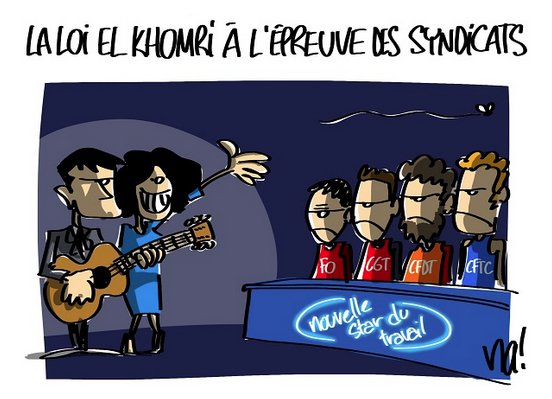 LA LOI EL KHOMRI À L'ÉPREUVE DES SYNDICATS
FO
CGT
CFDT
CFTC
nouvelle
star du
travail
na!